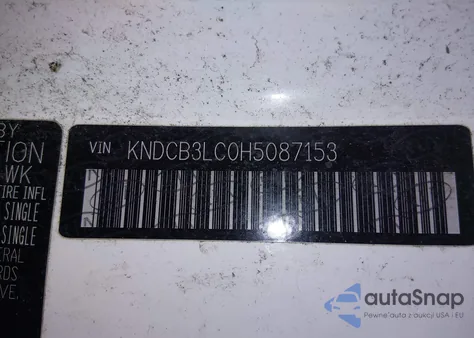 BY
TION
WK
TIRE INFL
SINGLE
SINGLE
ERAL
RDS
VE.
VIN KNDCB3LC0H5087153
autaSnap
Pewne auta z aukcji USA i EU